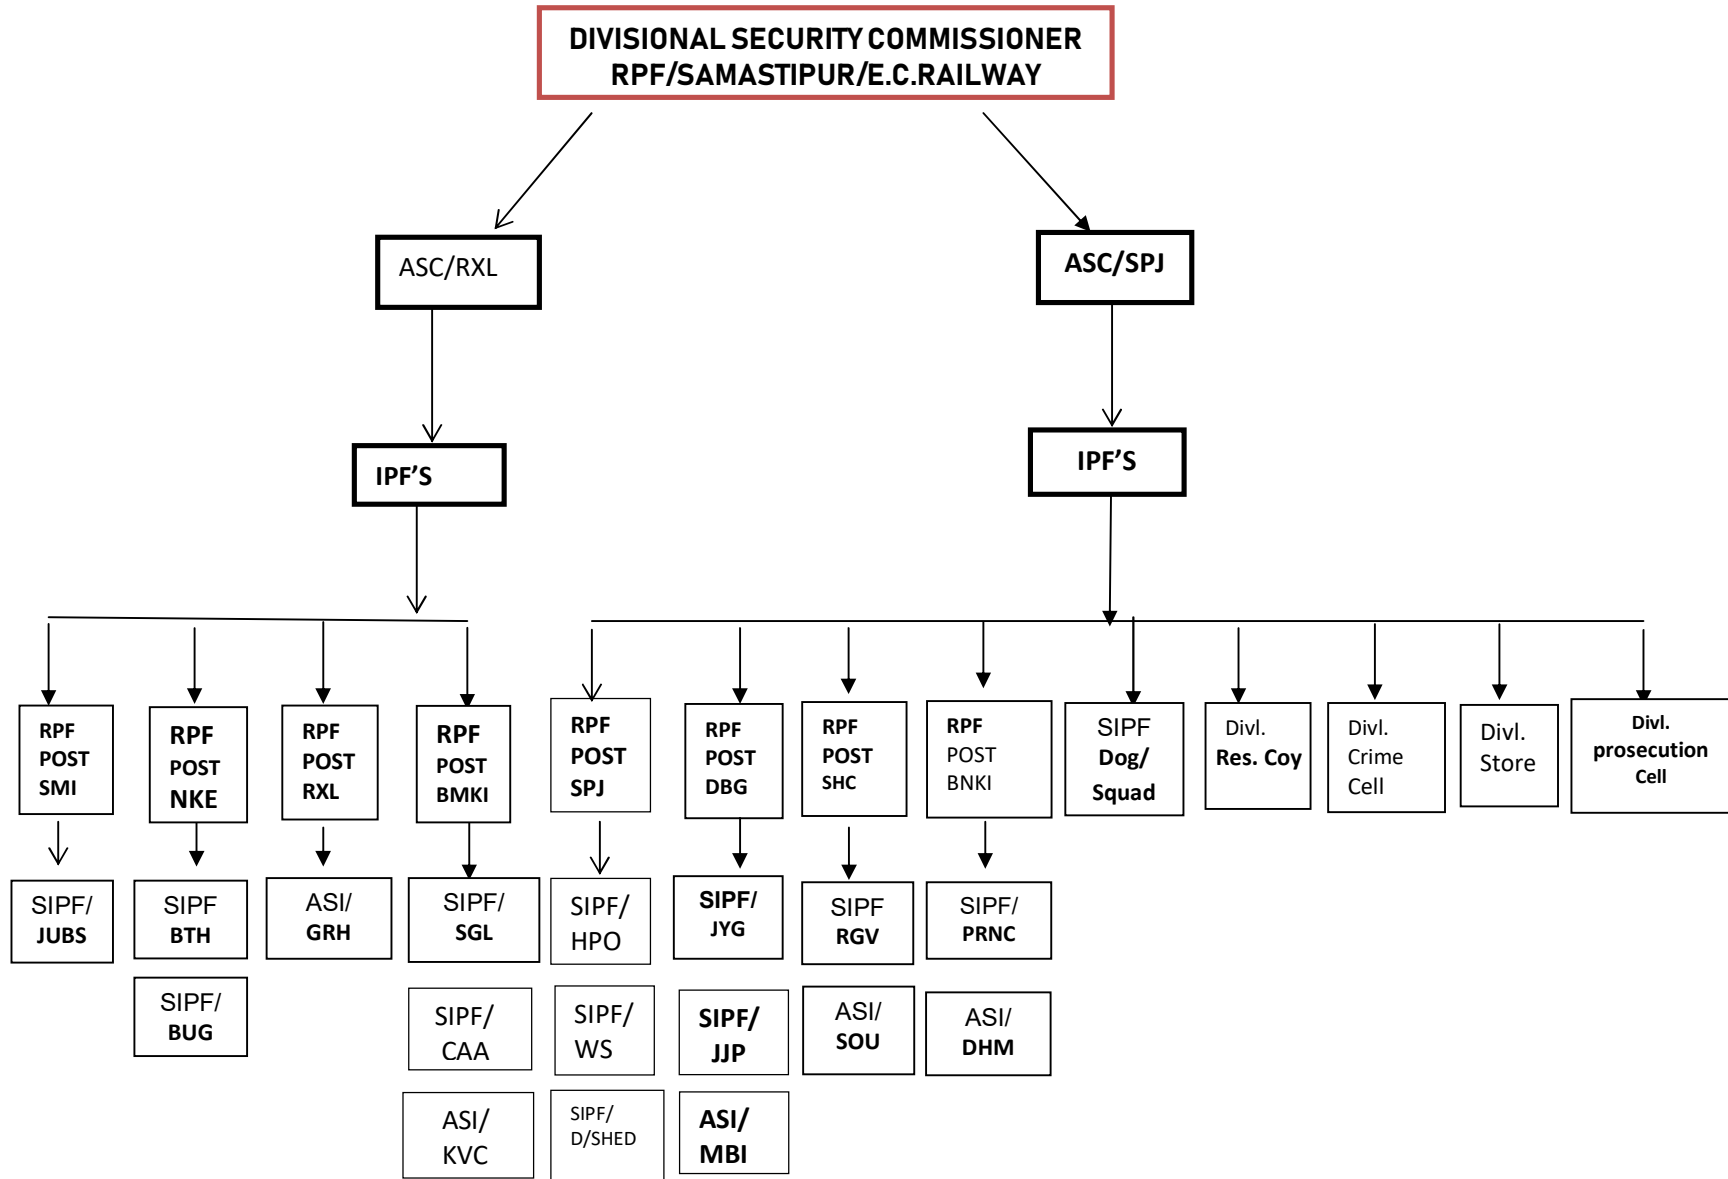 DIVISIONAL SECURITY COMMISSIONER
RPF/SAMASTIPUR/E.C.RAILWAY
ASC/RXL
ASC/SPJ
IPF'S
IPF’S
RPF
POST
SMI
RPF
POST
NKE
RPF
POST
RXL
RPF
POST
BMKI
RPF
POST
SPJ
RPF
POST
DBG
RPF
POST
SHC
RPF
POST
BNKI
SIPF
Dog/
Squad
Divl.
Res. Coy
Divl.
Crime
Cell
Divl.
Store
Divl.
prosecution
Cell
SIPF/
JUBS
SIPF
BTH
ASI/
GRH
SIPF/
SGL
SIPF/
HPO
SIPF/
JYG
SIPF
RGV
SIPF/
PRNC
SIPF/
BUG
SIPF/
CAA
SIPF/
WS
SIPF/
JJP
ASI/
SOU
ASI/
DHM
ASI/
KVC
SIPF/
D/SHED
ASI/
MBI